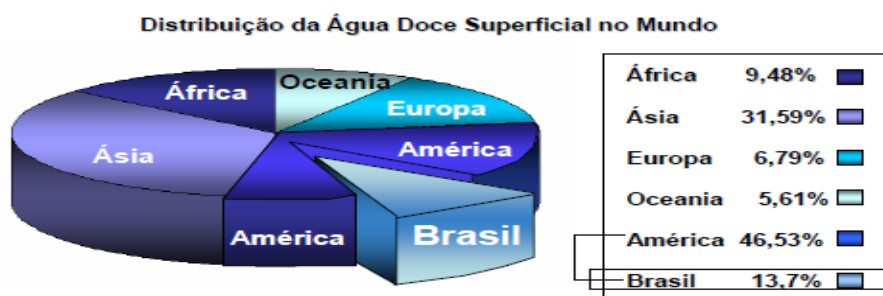 Distribuição da Água Doce Superficial no Mundo
África
Oceania
Europa
Ásia
América
América
Brasil
África 9,48%
Ásia 31,59%
Europa 6,79%
Oceania 5,61%
América 46,53%
Brasil 13,7%